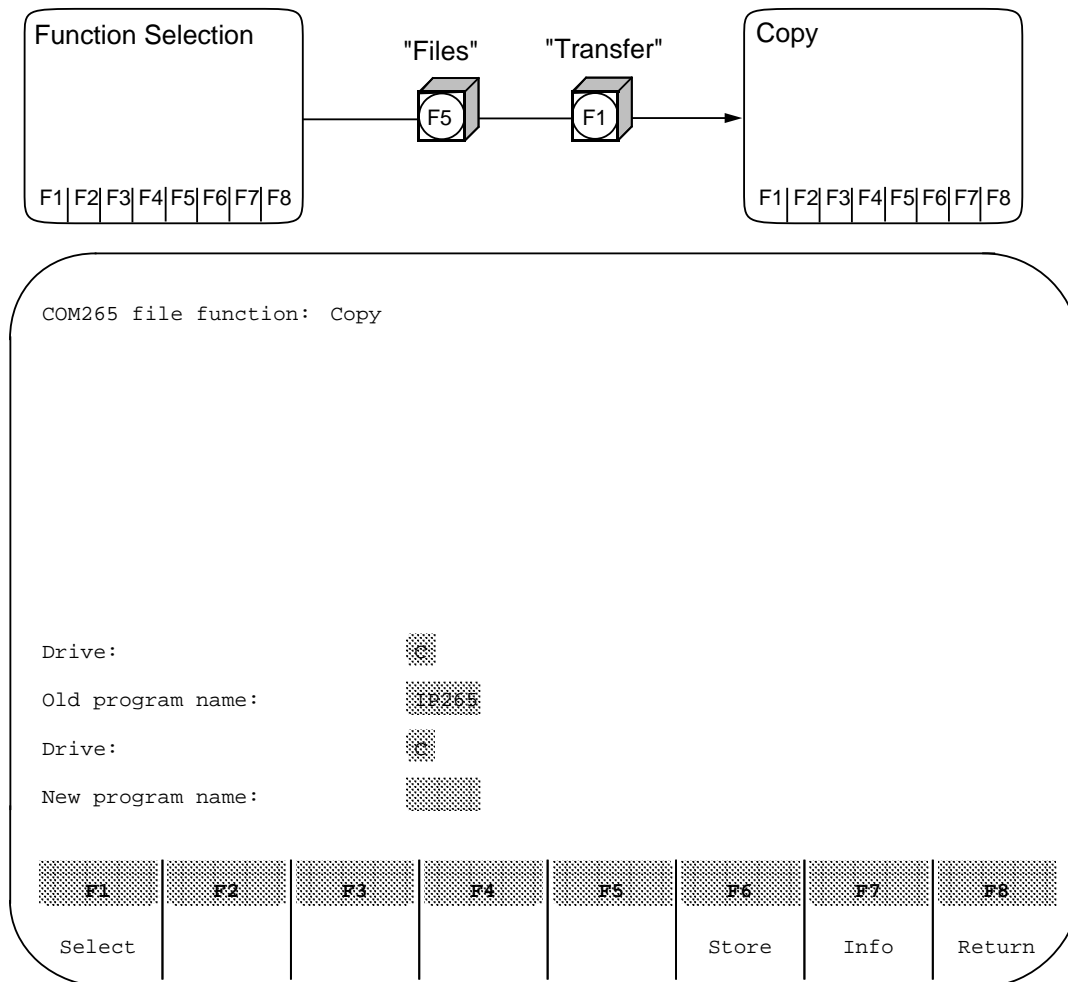 Function Selection
"Files"
"Transfer"
Copy
F5
F1
F1 F2 F3 F4 F5 F6 F7 F8
F1 F2 F3 F4 F5 F6 F7 F8
COM265 file function: Copy
Drive: C
Old program name: IP265
Drive: C
New program name:
F1 F2 F3 F4 F5 F6 F7 F8
Select Store Info Return